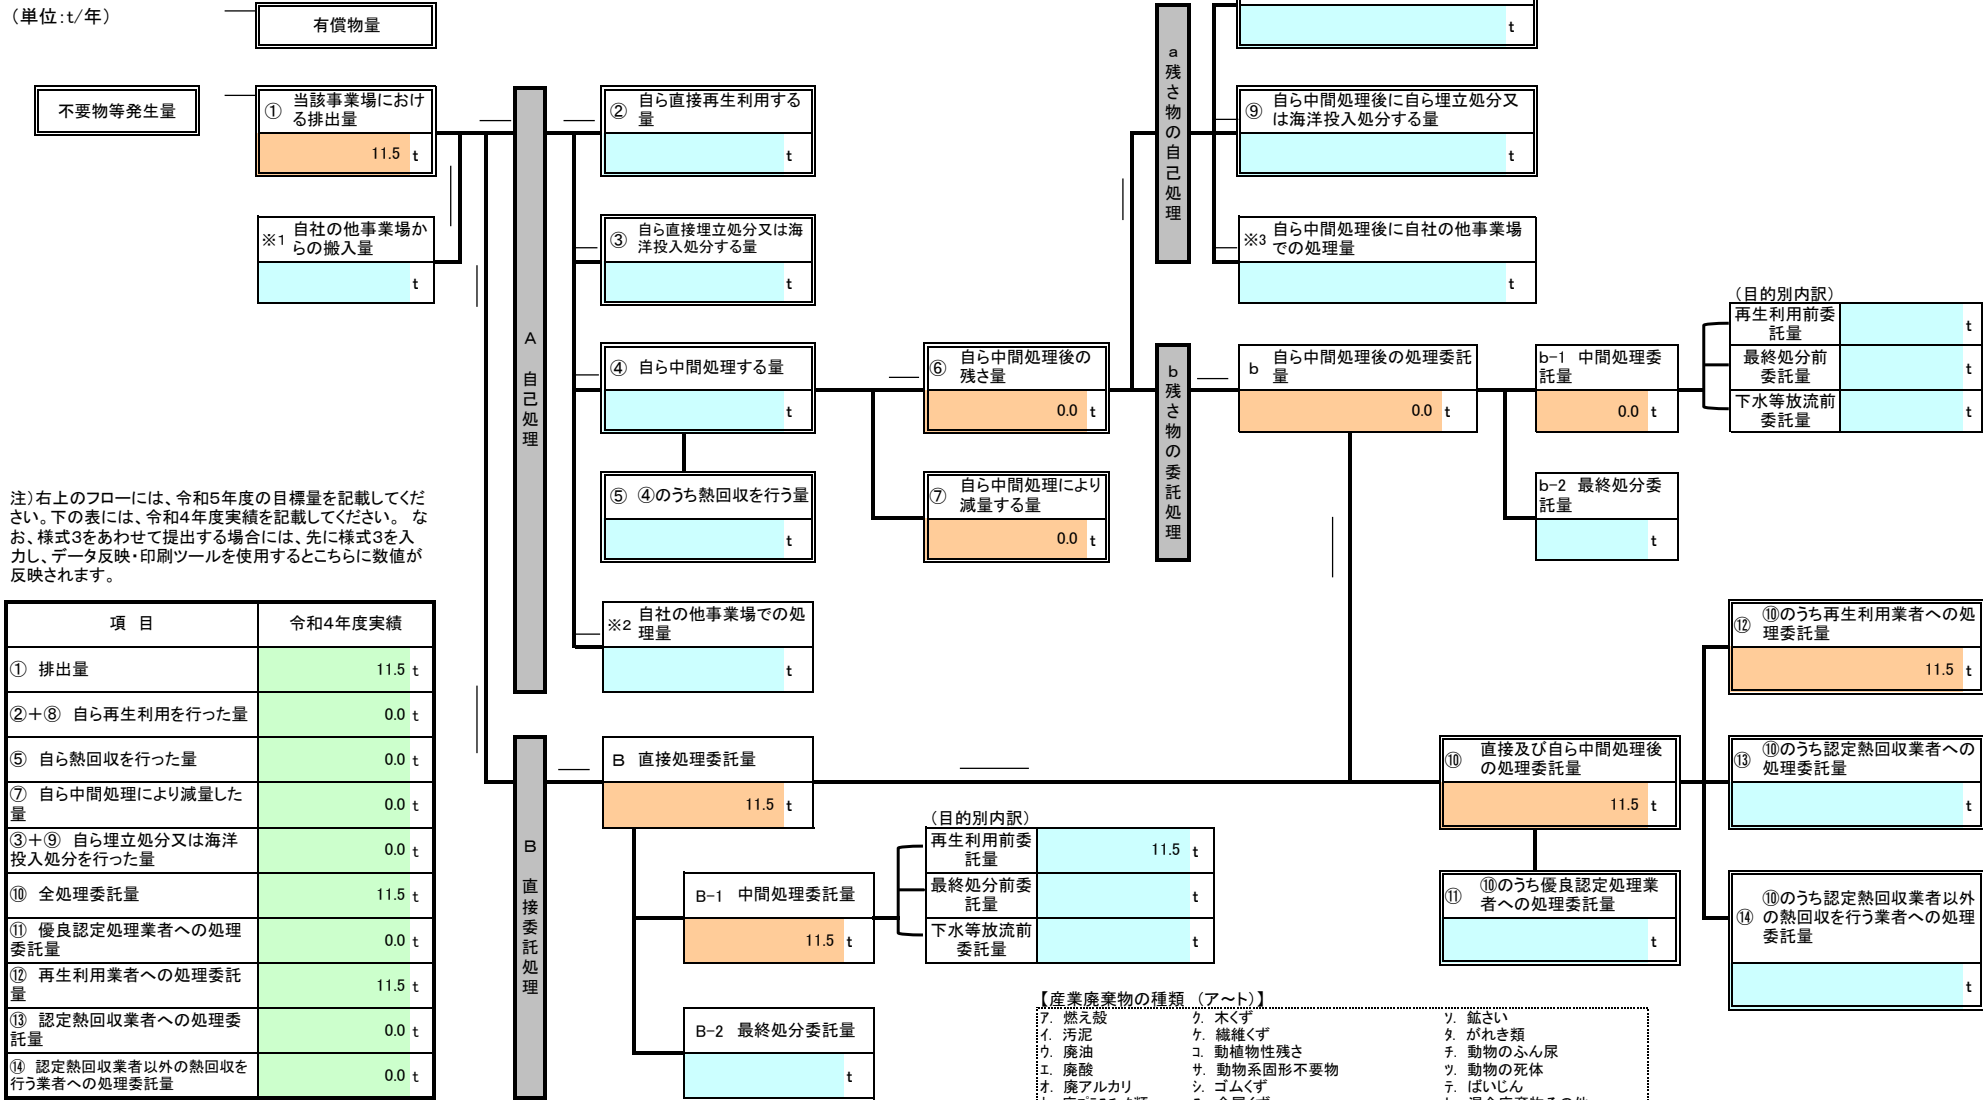 （単位:t/年）
有償物量
t
不要物等発生量
① 当該事業場におけ
る排出量
11.5 t
② 自ら直接再生利用する
量
t
a 残さ物の自己処理
⑨ 自ら中間処理後に自ら埋立処分又
は海洋投入処分する量
t
※1 自社の他事業場か
らの搬入量
t
③ 自ら直接埋立処分又は海
洋投入処分する量
t
※3 自ら中間処理後に自社の他事業場
での処理量
t
A 自己処理
④ 自ら中間処理する量
t
⑥ 自ら中間処理後の
残さ量
0.0 t
b 残さ物の委託処理
b 自ら中間処理後の処理委託
量
0.0 t
b-1 中間処理委
託量
0.0 t
（目的別内訳）
再生利用前委
託量
t
最終処分前
委託量
t
下水等放流前
委託量
t
⑤ ④のうち熱回収を行う量
t
⑦ 自ら中間処理により
減量する量
0.0 t
b-2 最終処分委
託量
t
注）右上のフローには、令和5年度の目標量を記載してくだ
さい。下の表には、令和4年度実績を記載してください。 な
お、様式3をあわせて提出する場合には、先に様式3を入
力し、データ反映・印刷ツールを使用するとこちらに数値が
反映されます。
項 目 令和4年度実績
① 排出量 11.5 t
②＋⑧ 自ら再生利用を行った量 0.0 t
⑤ 自ら熱回収を行った量 0.0 t
⑦ 自ら中間処理により減量した
量 0.0 t
③＋⑨ 自ら埋立処分又は海洋
投入処分を行った量 0.0 t
⑩ 全処理委託量 11.5 t
⑪ 優良認定処理業者への処理
委託量 0.0 t
⑫ 再生利用業者への処理委託
量 11.5 t
⑬ 認定熱回収業者への処理委
託量 0.0 t
⑭ 認定熱回収業者以外の熱回収を
行う業者への処理委託量 0.0 t
※2 自社の他事業場での処
理量
t
B 直接委託処理
B 直接処理委託量
11.5 t
B-1 中間処理委託量
11.5 t
B-2 最終処分委託量
t
（目的別内訳）
再生利用前委
託量
11.5 t
最終処分前委
託量
t
下水等放流前
委託量
t
⑩ 直接及び自ら中間処理後
の処理委託量
11.5 t
⑪ ⑩のうち優良認定処理業
者への処理委託量
t
⑫ ⑩のうち再生利用業者への処
理委託量
11.5 t
⑬ ⑩のうち認定熱回収業者への
処理委託量
t
⑭ ⑩のうち認定熱回収業者以外
の熱回収を行う業者への処理
委託量
t
【産業廃棄物の種類 （ア～ト）】
ア. 燃え殻 ク. 木くず ソ. 鉱さい
イ. 汚泥 ケ. 繊維くず タ. がれき類
ウ. 廃油 コ. 動植物性残さ チ. 動物のふん尿
エ. 廃酸 サ. 動物系固形不要物 ツ. 動物の死体
オ. 廃アルカリ シ. ゴムくず テ. ばいじん